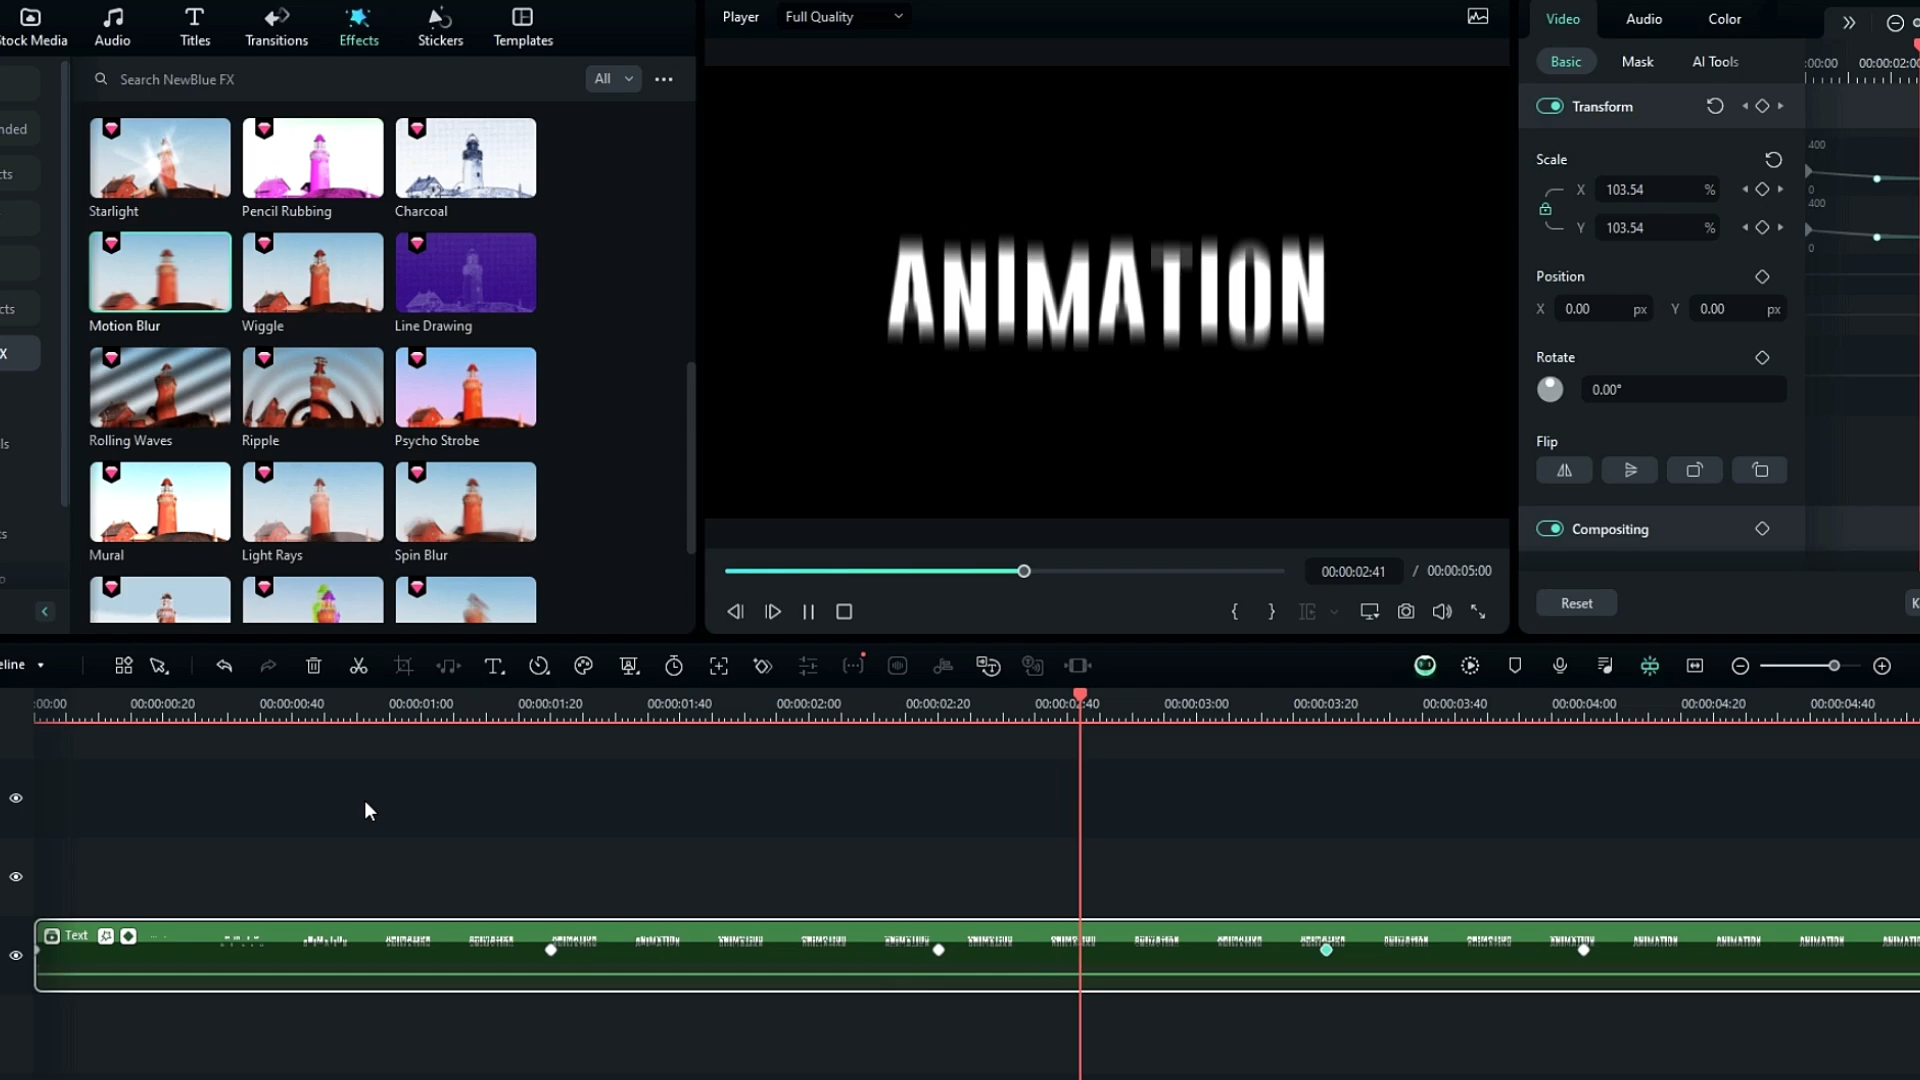 Stock Media
Audio
Titles
Transitions
Effects
Stickers
Templates
Search NewBlue FX
All
Starlight
Pencil Rubbing
Charcoal
Motion Blur
Wiggle
Line Drawing
Rolling Waves
Ripple
Psycho Strobe
Mural
Light Rays
Spin Blur
nded
cts
cts
X
ls
Player
Full Quality
ANIMATION
00:00:02:41 / 00:00:05:00
Video
Audio
Color
Basic
Mask
AI Tools
Transform
Scale
X 103.54 %
Y 103.54 %
Position
X 0.00 px Y 0.00 px
Rotate
0.00°
Flip
Compositing
Reset
K
:00:00 00:00:02:00
400
0
400
0
eline
:00:00 00:00:00:20 00:00:00:40 00:00:01:00 00:00:01:20 00:00:01:40 00:00:02:00 00:00:02:20 00:00:02:40 00:00:03:00 00:00:03:20 00:00:03:40 00:00:04:00 00:00:04:20 00:00:04:40
Text
ANIMATION ANIMATION ANIMATION